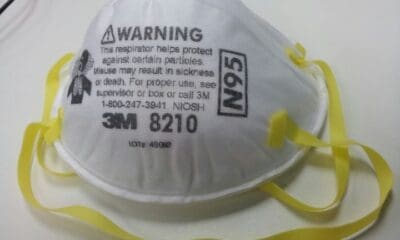 WARNING
This respirator helps protect
against certain particles.
Misuse may result in sickness
or death. For proper use, see
supervisor or box or call 3M
1-800-247-3941 NIOSH
3M 8210
N95